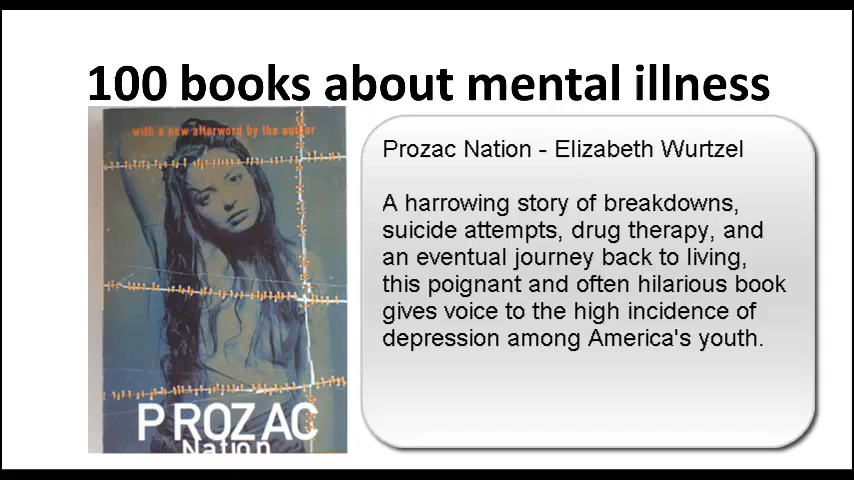 100 books about mental illness
with a new afterword by the author
Prozac Nation - Elizabeth Wurtzel
A harrowing story of breakdowns,
suicide attempts, drug therapy, and
an eventual journey back to living,
this poignant and often hilarious book
gives voice to the high incidence of
depression among America's youth.
PROZAC
Nation